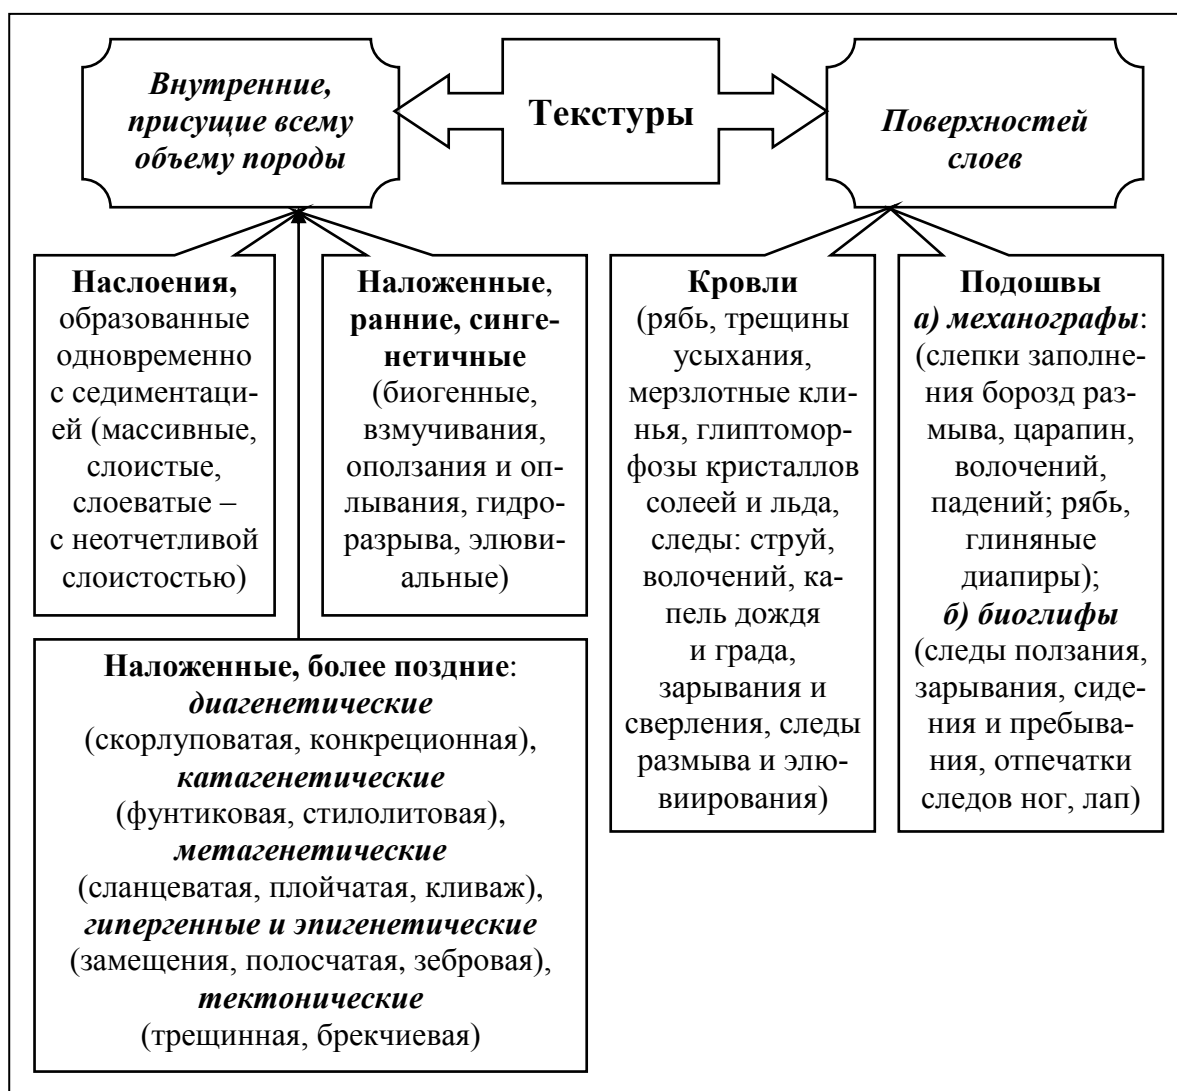 Внутренние,
присущие всему
объему породы
Текстуры
Поверхностей
слоев
Наслоения,
образованные
одновременно
с седиментаци-
ей (массивные,
слоистые,
слоеватые –
с неотчетливой
слоистостью)
Наложенные,
ранние, синге-
нетичные
(биогенные,
взмучивания,
оползания и оп-
лывания, гидро-
разрыва, элюви-
альные)
Кровли
(рябь, трещины
усыхания,
мерзлотные кли-
нья, глиптомор-
фозы кристаллов
солеей и льда,
следы: струй,
волочений, ка-
пель дождя
и града,
зарывания и
сверления, следы
размыва и элю-
виирования)
Подошвы
а) механографы:
(слепки заполне-
ния борозд раз-
мыва, царапин,
волочений,
падений; рябь,
глиняные
диапиры);
б) биоглифы
(следы ползания,
зарывания, сиде-
ния и пребыва-
ния, отпечатки
следов ног, лап)
Наложенные, более поздние:
диагенетические
(скорлуповатая, конкреционная),
катагенетические
(фунтиковая, стилолитовая),
метагенетические
(сланцеватая, плойчатая, кливаж),
гипергенные и эпигенетические
(замещения, полосчатая, зебровая),
тектонические
(трещинная, брекчиевая)